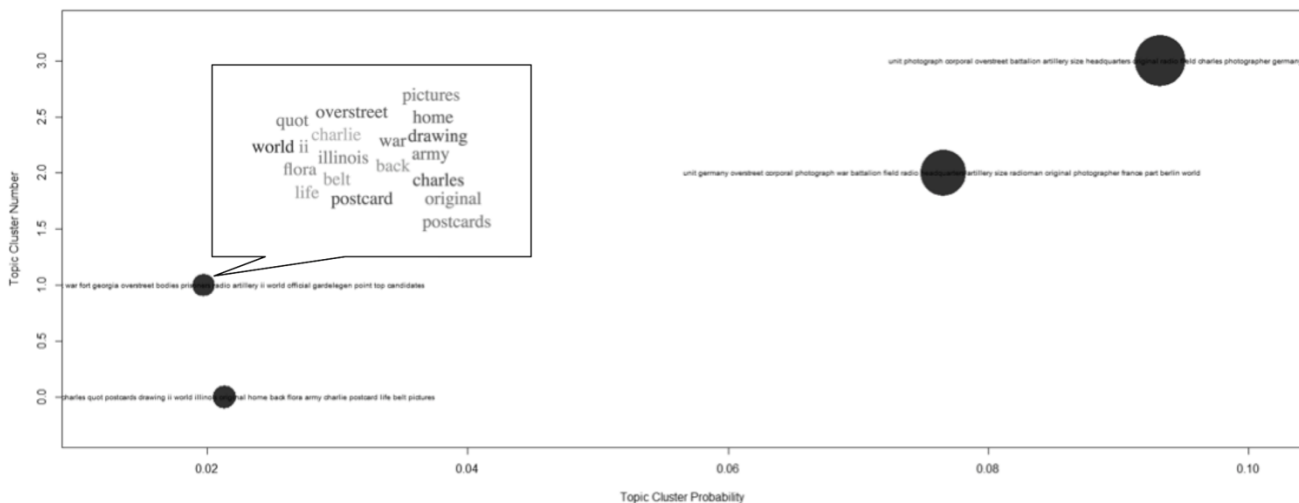 3.0
unit photograph corporal overstreet battalion artillery size headquarters original radio field charles photographer germany
pictures
quot overstreet home
charlie war drawing
world ii illinois army
flora back
belt charles
life postcard original
postcards
2.5
2.0
unit germany overstreet corporal photograph war battalion field radio headquarters artillery size radioman original photographer france part berlin world
1.5
1.0
war fort georgia overstreet bodies radio artillery ii world official gardelegen point top candidates
0.5
0.0
charles quot postcards drawing ii world illinois original home back flora army charlie postcard life belt pictures
Topic Cluster Number
0.02 0.04 0.06 0.08 0.10
Topic Cluster Probability